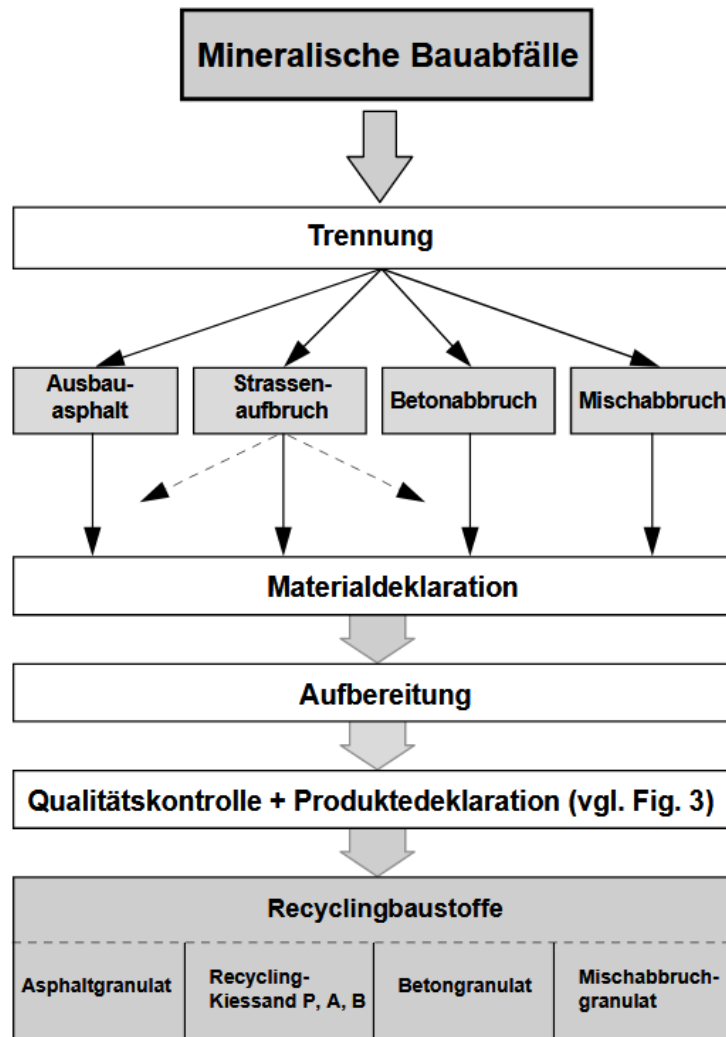 Mineralische Bauabfälle
Trennung
Ausbau-
asphalt
Strassen-
aufbruch
Betonabbruch
Mischabbruch
Materialdeklaration
Aufbereitung
Qualitätskontrolle + Produktedeklaration (vgl. Fig. 3)
Recyclingbaustoffe
Asphaltgranulat
Recycling-
Kiessand P, A, B
Betongranulat
Mischabbruch-
granulat